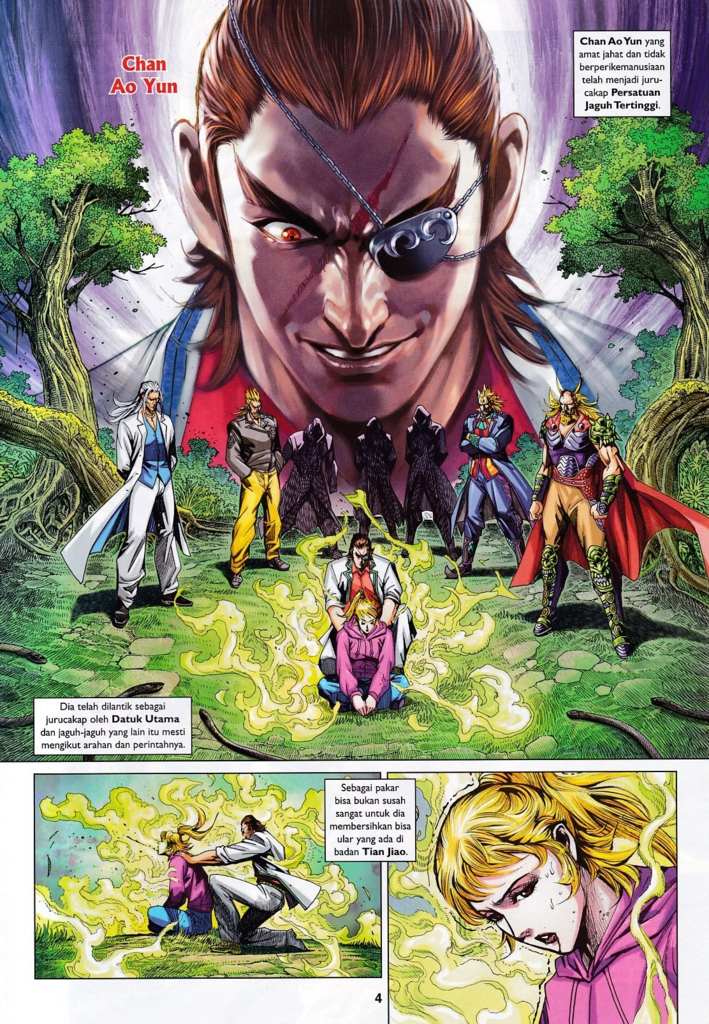 Chan
Ao Yun
Chan Ao Yun yang
amat jahat dan tidak
berperikemanusiaan
telah menjadi juru-
cakap Persatuan
Jaguh Tertinggi.
Dia telah dilantik sebagai
jurucakap oleh Datuk Utama
dan jaguh-jaguh yang lain itu mesti
mengikut arahan dan perintahnya.
Sebagai pakar
bisa bukan susah
sangat untuk dia
membersihkan bisa
ular yang ada di
badan Tian Jiao.
4